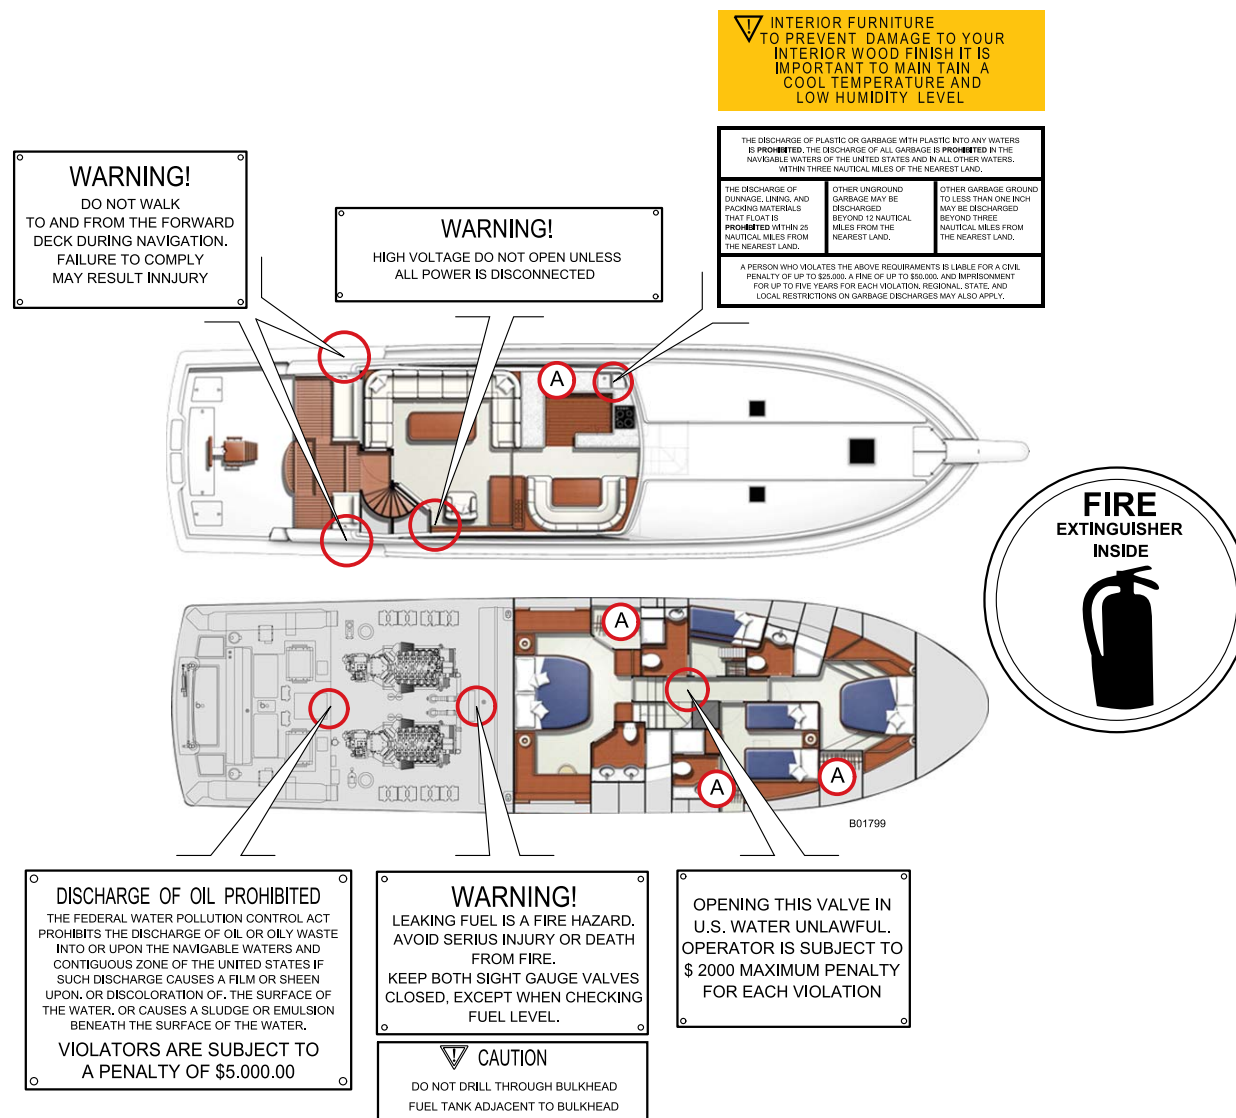 INTERIOR FURNITURE
TO PREVENT DAMAGE TO YOUR
INTERIOR WOOD FINISH IT IS
IMPORTANT TO MAIN TAIN A
COOL TEMPERATURE AND
LOW HUMIDITY LEVEL
THE DISCHARGE OF PLASTIC OR GARBAGE WITH PLASTIC INTO ANY WATERS
IS PROHIBITED. THE DISCHARGE OF ALL GARBAGE IS PROHIBITED IN THE
NAVIGABLE WATERS OF THE UNITED STATES AND IN ALL OTHER WATERS.
WITHIN THREE NAUTICAL MILES OF THE NEAREST LAND.
THE DISCHARGE OF
DUNNAGE, LINING, AND
PACKING MATERIALS
THAT FLOAT IS
PROHIBITED WITHIN 25
NAUTICAL MILES FROM
THE NEAREST LAND.
OTHER UNGROUND
GARBAGE MAY BE
DISCHARGED
BEYOND 12 NAUTICAL
MILES FROM THE
NEAREST LAND.
OTHER GARBAGE GROUND
TO LESS THAN ONE INCH
MAY BE DISCHARGED
BEYOND THREE
NAUTICAL MILES FROM
THE NEAREST LAND.
A PERSON WHO VIOLATES THE ABOVE REQUIRAMENTS IS LIABLE FOR A CIVIL
PENALTY OF UP TO $25.000. A FINE OF UP TO $50.000. AND IMPRISONMENT
FOR UP TO FIVE YEARS FOR EACH VIOLATION. REGIONAL. STATE. AND
LOCAL RESTRICTIONS ON GARBAGE DISCHARGES MAY ALSO APPLY.
WARNING!
DO NOT WALK
TO AND FROM THE FORWARD
DECK DURING NAVIGATION.
FAILURE TO COMPLY
MAY RESULT INNJURY
WARNING!
HIGH VOLTAGE DO NOT OPEN UNLESS
ALL POWER IS DISCONNECTED
A
FIRE
EXTINGUISHER
INSIDE
A
A
A
B01799
DISCHARGE OF OIL PROHIBITED
THE FEDERAL WATER POLLUTION CONTROL ACT
PROHIBITS THE DISCHARGE OF OIL OR OILY WASTE
INTO OR UPON THE NAVIGABLE WATERS AND
CONTIGUOUS ZONE OF THE UNITED STATES IF
SUCH DISCHARGE CAUSES A FILM OR SHEEN
UPON. OR DISCOLORATION OF. THE SURFACE OF
THE WATER. OR CAUSES A SLUDGE OR EMULSION
BENEATH THE SURFACE OF THE WATER.
VIOLATORS ARE SUBJECT TO
A PENALTY OF $5.000.00
WARNING!
LEAKING FUEL IS A FIRE HAZARD.
AVOID SERIUS INJURY OR DEATH
FROM FIRE.
KEEP BOTH SIGHT GAUGE VALVES
CLOSED, EXCEPT WHEN CHECKING
FUEL LEVEL.
CAUTION
DO NOT DRILL THROUGH BULKHEAD
FUEL TANK ADJACENT TO BULKHEAD
OPENING THIS VALVE IN
U.S. WATER UNLAWFUL.
OPERATOR IS SUBJECT TO
$ 2000 MAXIMUM PENALTY
FOR EACH VIOLATION